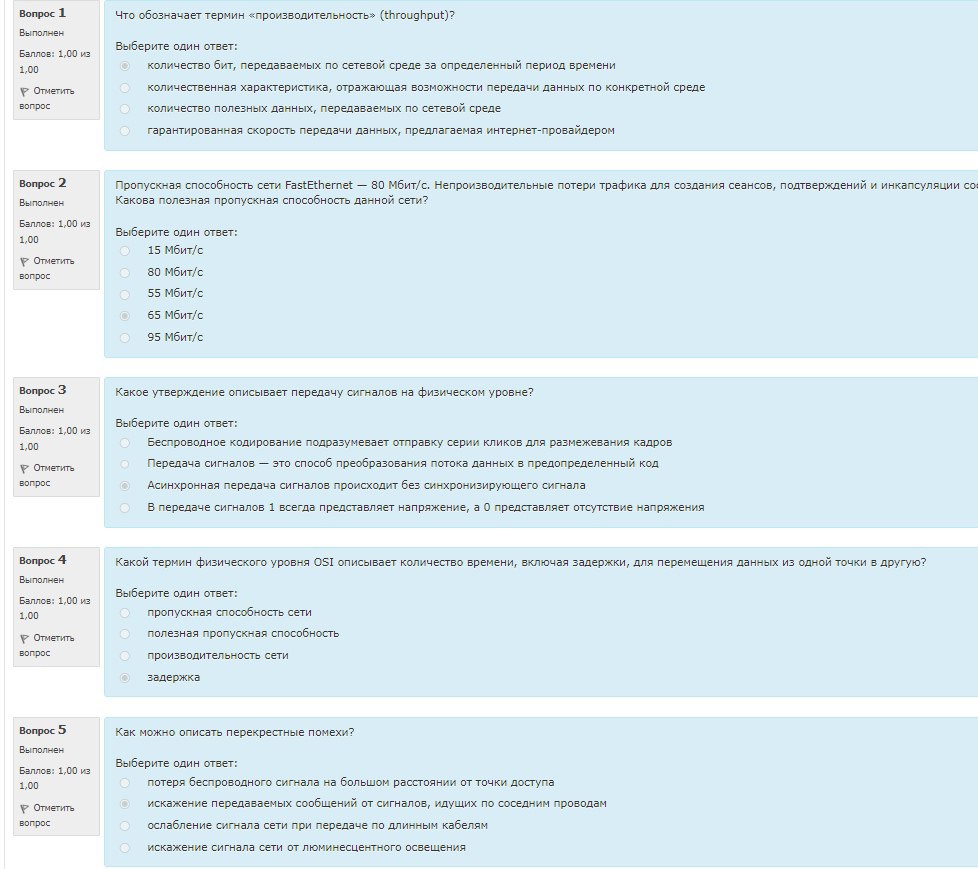 Вопрос 1
Выполнен
Баллов: 1,00 из
1,00
Отметить
вопрос
Что обозначает термин «производительность» (throughput)?
Выберите один ответ:
количество бит, передаваемых по сетевой среде за определенный период времени
количественная характеристика, отражающая возможности передачи данных по конкретной среде
количество полезных данных, передаваемых по сетевой среде
гарантированная скорость передачи данных, предлагаемая интернет-провайдером
Вопрос 2
Выполнен
Баллов: 1,00 из
1,00
Отметить
вопрос
Пропускная способность сети FastEthernet — 80 Мбит/с. Непроизводительные потери трафика для создания сеансов, подтверждений и инкапсуляции
Какова полезная пропускная способность данной сети?
Выберите один ответ:
15 Мбит/с
80 Мбит/с
55 Мбит/с
65 Мбит/с
95 Мбит/с
Вопрос 3
Выполнен
Баллов: 1,00 из
1,00
Отметить
вопрос
Какое утверждение описывает передачу сигналов на физическом уровне?
Выберите один ответ:
Беспроводное кодирование подразумевает отправку серии кликов для размежевания кадров
Передача сигналов — это способ преобразования потока данных в предопределенный код
Асинхронная передача сигналов происходит без синхронизирующего сигнала
В передаче сигналов 1 всегда представляет напряжение, а 0 представляет отсутствие напряжения
Вопрос 4
Выполнен
Баллов: 1,00 из
1,00
Отметить
вопрос
Какой термин физического уровня OSI описывает количество времени, включая задержки, для перемещения данных из одной точки в другую?
Выберите один ответ:
пропускная способность сети
полезная пропускная способность
производительность сети
задержка
Вопрос 5
Выполнен
Баллов: 1,00 из
1,00
Отметить
вопрос
Как можно описать перекрестные помехи?
Выберите один ответ:
потеря беспроводного сигнала на большом расстоянии от точки доступа
искажение передаваемых сообщений от сигналов, идущих по соседним проводам
ослабление сигнала сети при передаче по длинным кабелям
искажение сигнала сети от люминесцентного освещения